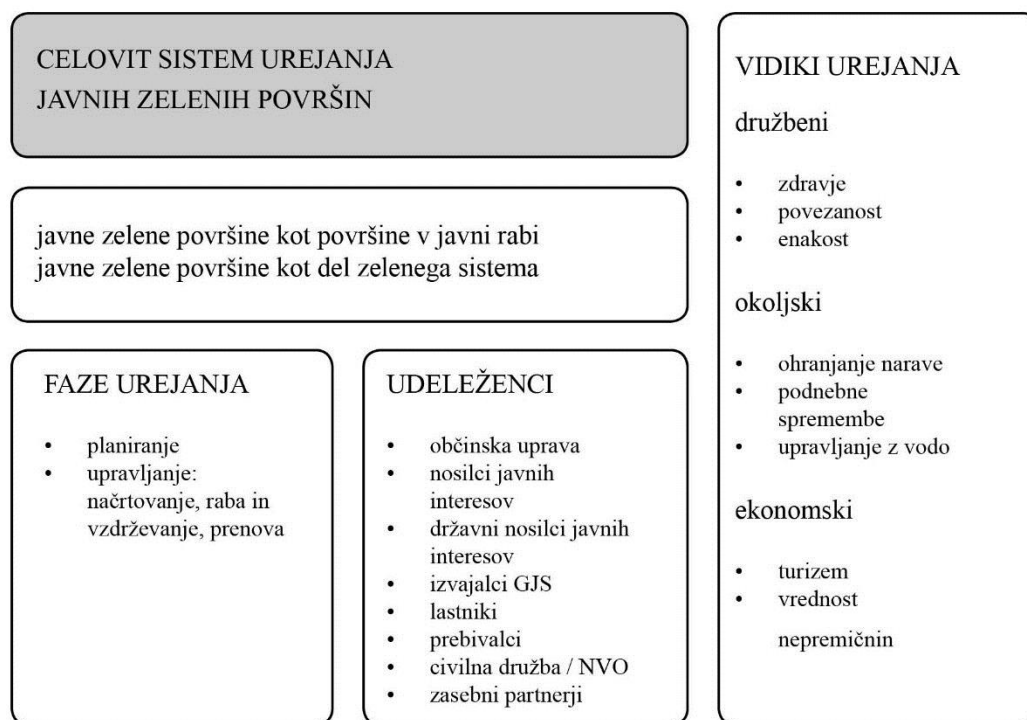 CELOVIT SISTEM UREJANJA
JAVNIH ZELENIH POVRŠIN
javne zelene površine kot površine v javni rabi
javne zelene površine kot del zelenega sistema
FAZE UREJANJA
• planiranje
• upravljanje:
načrtovanje, raba in
vzdrževanje, prenova
UDELEŽENCI
• občinska uprava
• nosilci javnih
interesov
• državni nosilci javnih
interesov
• izvajalci GJS
• lastniki
• prebivalci
• civilna družba / NVO
• zasebni partnerji
VIDIKI UREJANJA
družbeni
• zdravje
• povezanost
• enakost
okoljski
• ohranjanje narave
• podnebne
spremembe
• upravljanje z vodo
ekonomski
• turizem
• vrednost
nepremičnin